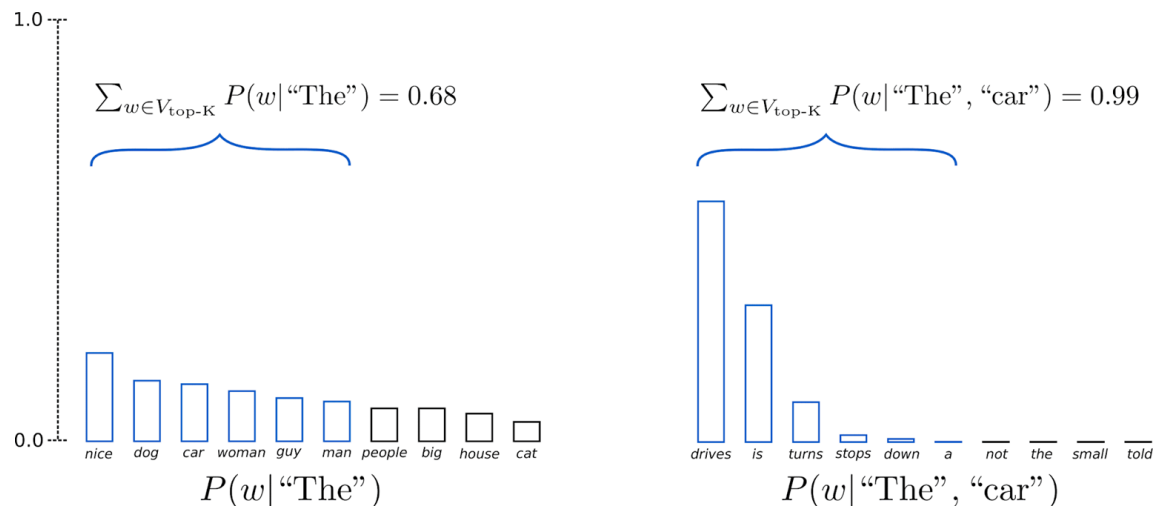 1.0
∑w∈Vtop-K P(w|“The”) = 0.68
0.0
nice dog car woman guy man people big house cat
P(w|“The”)
∑w∈Vtop-K P(w|“The”, “car”) = 0.99
drives is turns stops down a not the small told
P(w|“The”, “car”)